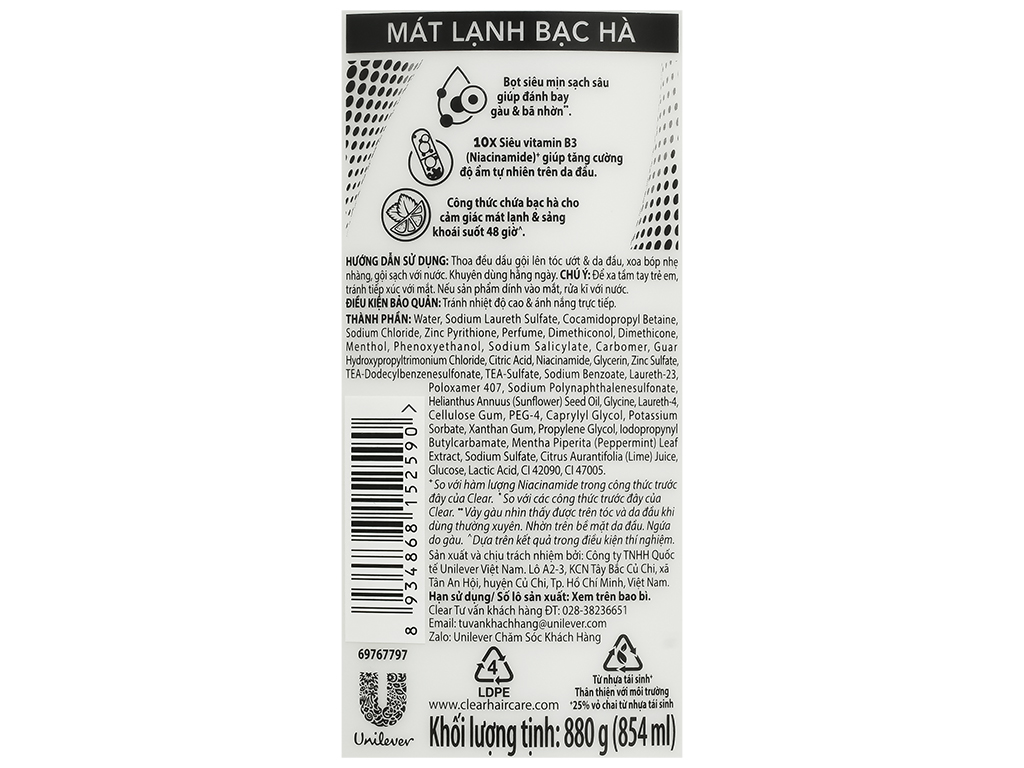 MÁT LẠNH BẠC HÀ
Bọt siêu mịn sạch sâu
giúp đánh bay
gàu & bã nhờn**.
10X Siêu vitamin B3
(Niacinamide)+ giúp tăng cường
độ ẩm tự nhiên trên da đầu.
Công thức chứa bạc hà cho
cảm giác mát lạnh & sảng
khoái suốt 48 giờ^.
HƯỚNG DẪN SỬ DỤNG: Thoa đều dầu gội lên tóc ướt & da đầu, xoa bóp nhẹ
nhàng, gội sạch với nước. Khuyên dùng hằng ngày. CHÚ Ý: Để xa tầm tay trẻ em,
tránh tiếp xúc với mắt. Nếu sản phẩm dính vào mắt, rửa kĩ với nước.
ĐIỀU KIỆN BẢO QUẢN: Tránh nhiệt độ cao & ánh nắng trực tiếp.
THÀNH PHẦN: Water, Sodium Laureth Sulfate, Cocamidopropyl Betaine,
Sodium Chloride, Zinc Pyrithione, Perfume, Dimethiconol, Dimethicone,
Menthol, Phenoxyethanol, Sodium Salicylate, Carbomer, Guar
Hydroxypropyltrimonium Chloride, Citric Acid, Niacinamide, Glycerin, Zinc Sulfate,
TEA-Dodecylbenzenesulfonate, TEA-Sulfate, Sodium Benzoate, Laureth-23,
Poloxamer 407, Sodium Polynaphthalenesulfonate,
Helianthus Annuus (Sunflower) Seed Oil, Glycine, Laureth-4,
Cellulose Gum, PEG-4, Caprylyl Glycol, Potassium
Sorbate, Xanthan Gum, Propylene Glycol, Iodopropynyl
Butylcarbamate, Mentha Piperita (Peppermint) Leaf
Extract, Sodium Sulfate, Citrus Aurantifolia (Lime) Juice,
Glucose, Lactic Acid, CI 42090, CI 47005.
+So với hàm lượng Niacinamide trong công thức trước
đây của Clear. *So với các công thức trước đây của
Clear. **Vảy gàu nhìn thấy được trên tóc và da đầu khi
dùng thường xuyên. Nhờn trên bề mặt da đầu. Ngứa
do gàu. ^Dựa trên kết quả trong điều kiện thí nghiệm.
Sản xuất và chịu trách nhiệm bởi: Công ty TNHH Quốc
tế Unilever Việt Nam. Lô A2-3, KCN Tây Bắc Củ Chi, xã
Tân An Hội, huyện Củ Chi, Tp. Hồ Chí Minh, Việt Nam.
Hạn sử dụng/ Số lô sản xuất: Xem trên bao bì.
Clear Tư vấn khách hàng ĐT: 028-38236651
Email: tuvankhachhang@unilever.com
Zalo: Unilever Chăm Sóc Khách Hàng
8 934868 152590 >
69767797
Unilever
4
LDPE
www.clearhaircare.com
Từ nhựa tái sinh+
Thân thiện với môi trường
+25% vỏ chai từ nhựa tái sinh
Khối lượng tịnh: 880 g (854 ml)